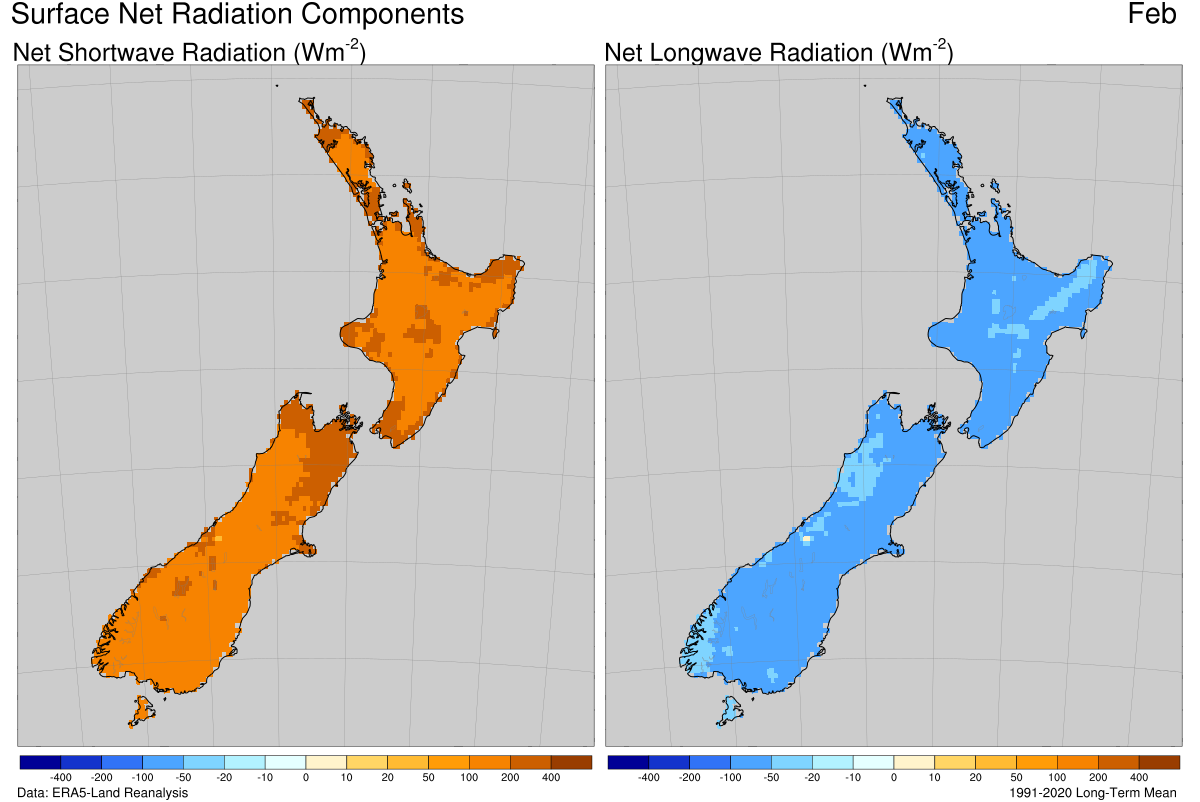 Surface Net Radiation Components Feb
Net Shortwave Radiation (Wm-2) Net Longwave Radiation (Wm-2)
-400 -200 -100 -50 -20 -10 0 10 20 50 100 200 400 -400 -200 -100 -50 -20 -10 0 10 20 50 100 200 400
Data: ERA5-Land Reanalysis 1991-2020 Long-Term Mean